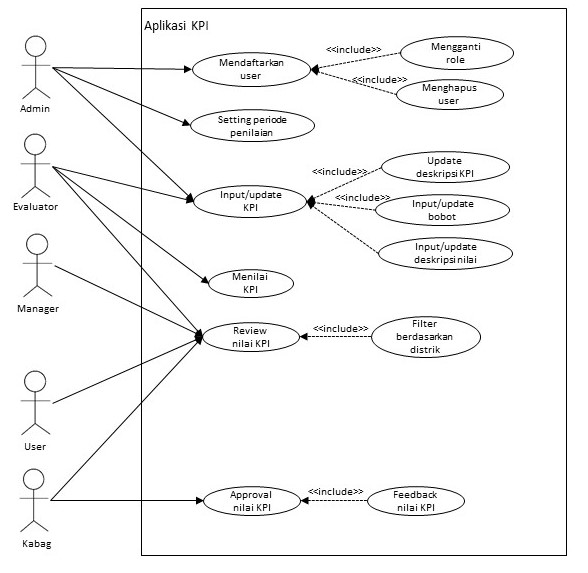 Aplikasi KPI
Admin
Evaluator
Manager
User
Kabag
Mendaftarkan
user
<<include>>
Mengganti
role
<<include>>
Menghapus
user
Setting periode
penilaian
Input/update
KPI
<<include>>
Update
deskripsi KPI
<<include>>
Input/update
bobot
Input/update
deskripsi nilai
Menilai
KPI
Review
nilai KPI
<<include>>
Filter
berdasarkan
distrik
Approval
nilai KPI
<<include>>
Feedback
nilai KPI